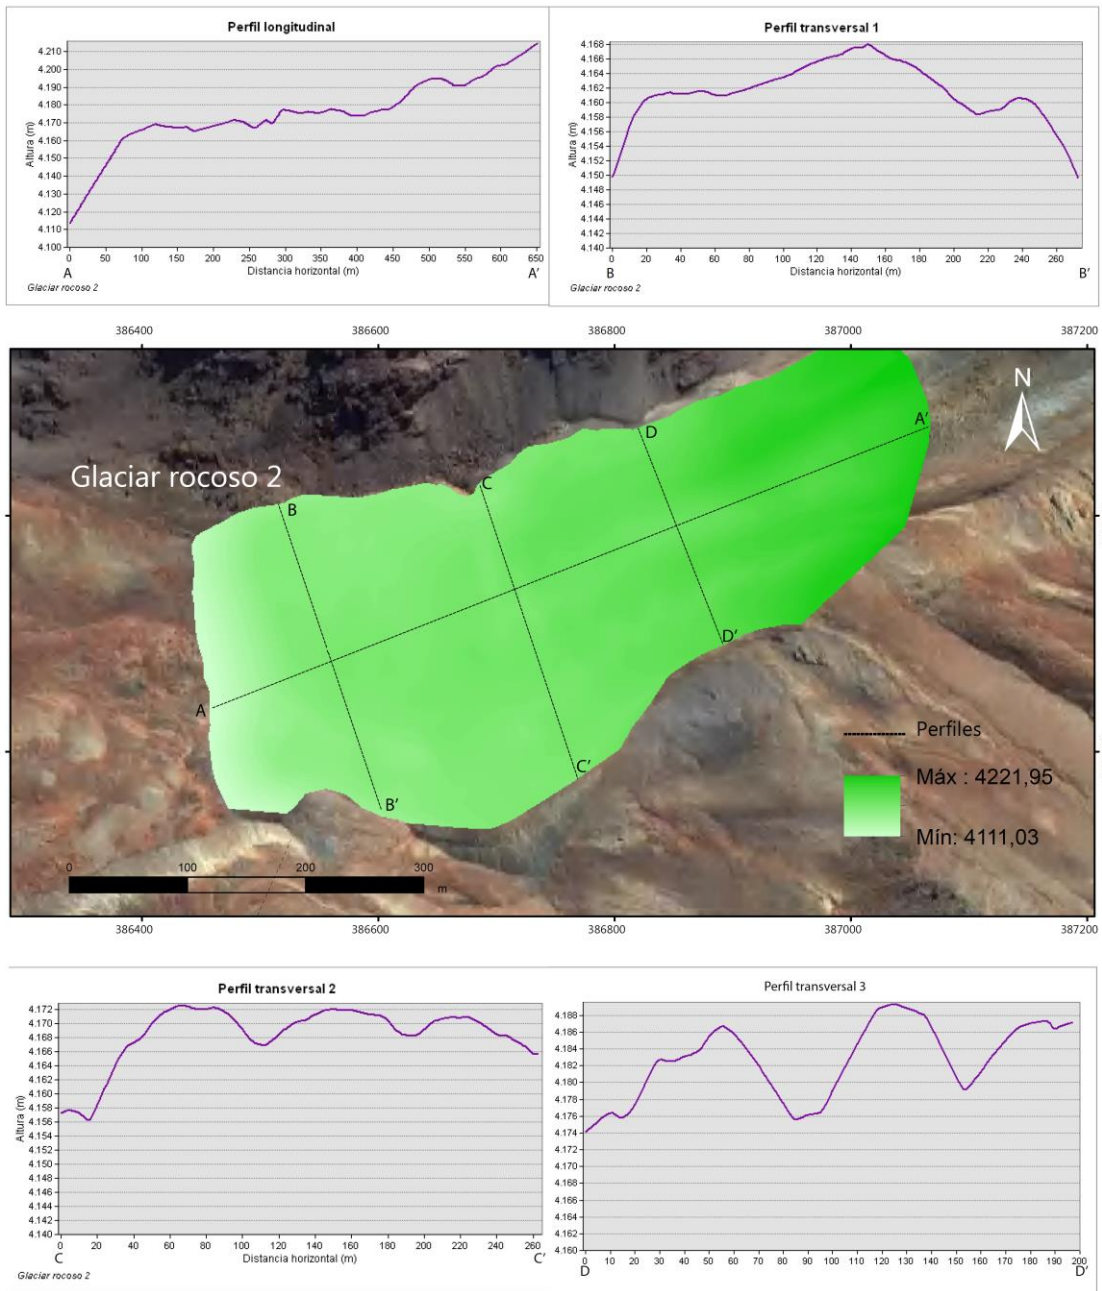 Perfil longitudinal
Altura (m)
4.210
4.200
4.190
4.180
4.170
4.160
4.150
4.140
4.130
4.120
4.110
4.100
0 50 100 150 200 250 300 350 400 450 500 550 600 650
A Distancia horizontal (m) A'
Glaciar rocoso 2
Perfil transversal 1
Altura (m)
4.168
4.166
4.164
4.162
4.160
4.158
4.156
4.154
4.152
4.150
4.148
4.146
4.144
4.142
4.140
0 20 40 60 80 100 120 140 160 180 200 220 240 260
B Distancia horizontal (m) B'
Glaciar rocoso 2
386400 386600 386800 387000 387200
N
Glaciar rocoso 2
A'
D
C
B
D'
A
C'
B'
Perfiles
Máx : 4221,95
Mín: 4111,03
0 100 200 300
m
386400 386600 386800 387000 387200
Perfil transversal 2
Altura (m)
4.172
4.170
4.168
4.166
4.164
4.162
4.160
4.158
4.156
4.154
4.152
4.150
4.148
4.146
4.144
4.142
4.140
0 20 40 60 80 100 120 140 160 180 200 220 240 260
C Distancia horizontal (m) C'
Glaciar rocoso 2
Perfil transversal 3
4.188
4.186
4.184
4.182
4.180
4.178
4.176
4.174
4.172
4.170
4.168
4.166
4.164
4.162
4.160
0 10 20 30 40 50 60 70 80 90 100 110 120 130 140 150 160 170 180 190 200
D D'